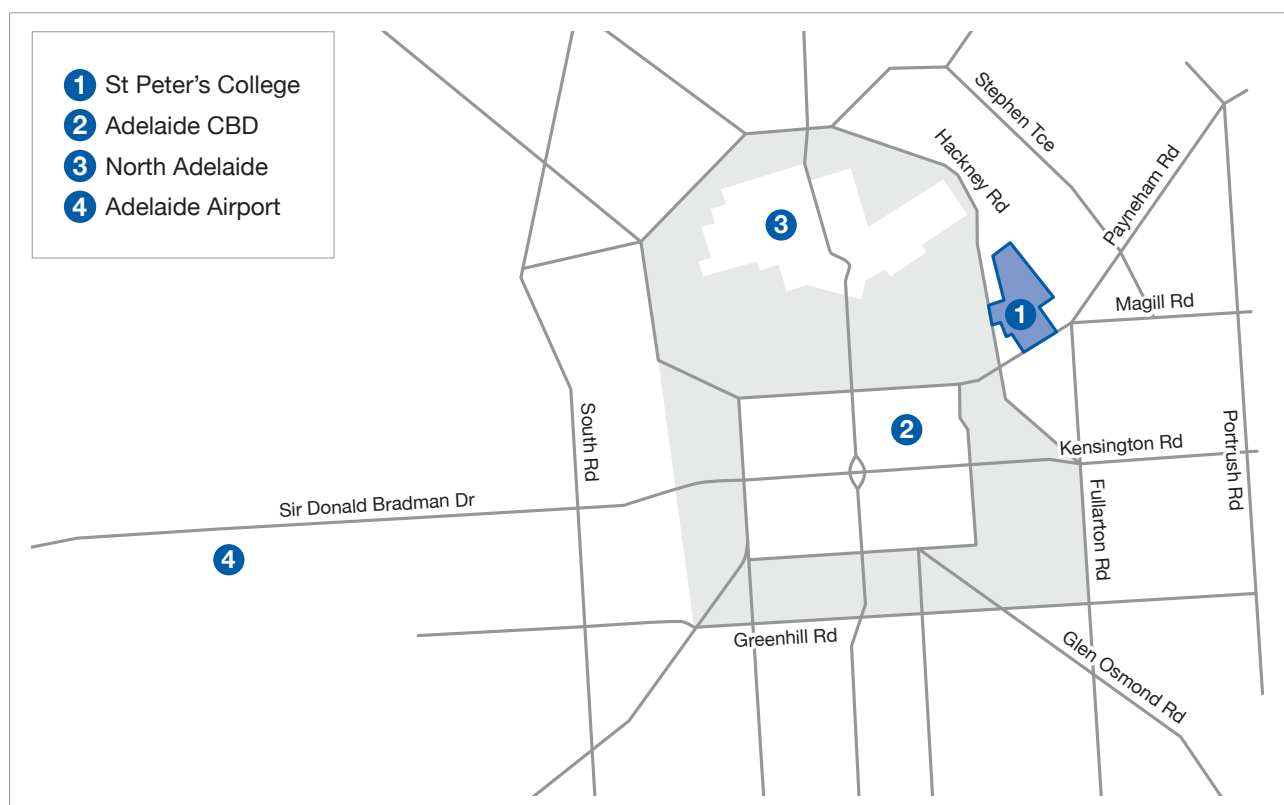 1 St Peter's College
2 Adelaide CBD
3 North Adelaide
4 Adelaide Airport
Stephen Tce
Hackney Rd
Payneham Rd
3
1
Magill Rd
2
South Rd
Portrush Rd
Kensington Rd
Sir Donald Bradman Dr
Fullarton Rd
4
Greenhill Rd
Glen Osmond Rd